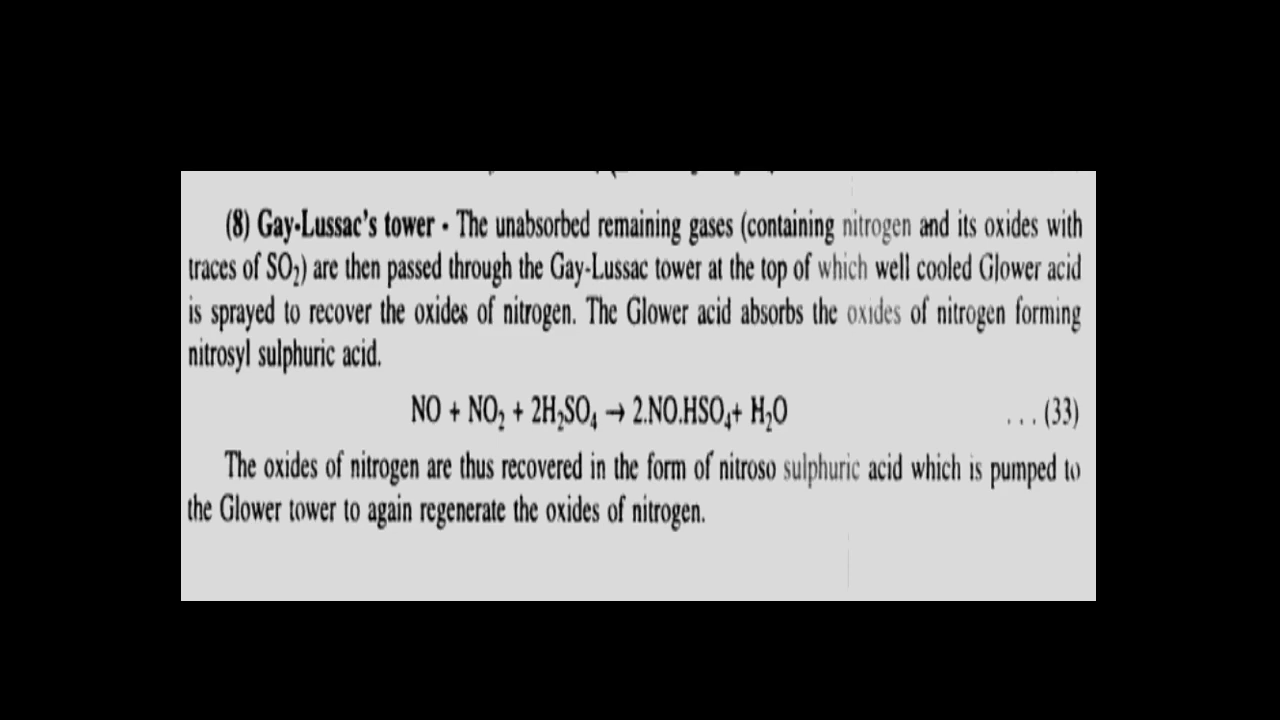 (8) Gay-Lussac's tower - The unabsorbed remaining gases (containing nitrogen and its oxides with
traces of SO₂) are then passed through the Gay-Lussac tower at the top of which well cooled Glower acid
is sprayed to recover the oxides of nitrogen. The Glower acid absorbs the oxides of nitrogen forming
nitrosyl sulphuric acid.
NO + NO₂ + 2H₂SO₄ → 2.NO.HSO₄+ H₂O ... (33)
The oxides of nitrogen are thus recovered in the form of nitroso sulphuric acid which is pumped to
the Glower tower to again regenerate the oxides of nitrogen.